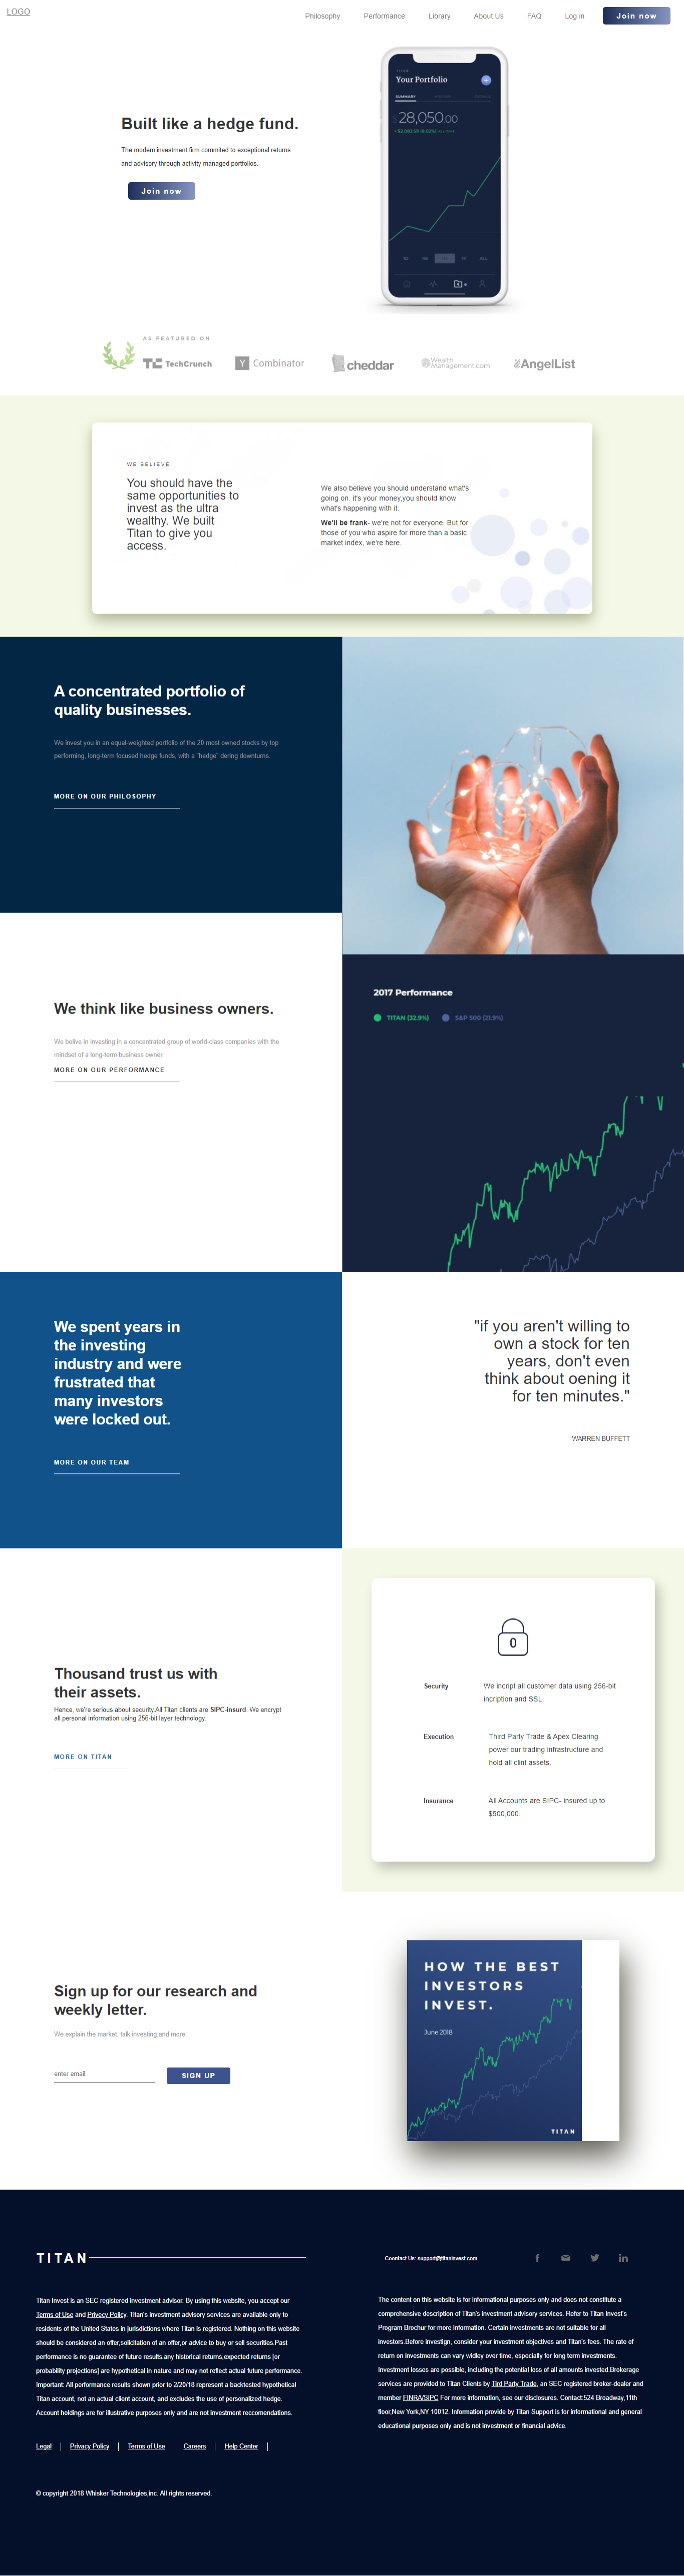 LOGO
Philosophy Performance Library About Us FAQ Log in Join now
TITAN
Your Portfolio
SUMMARY HISTORY DETAILS
$28,050.00
+ $2,082.09 (8.02%) ALL-TIME
Built like a hedge fund.
The modern investment firm commited to exceptional returns
and advisory through activity managed portfolios.
Join now
1D 1W 1M 1Y ALL
AS FEATURED ON
TechCrunch Y Combinator cheddar Wealth
Management.com AngelList
WE BELIEVE
You should have the
same opportunities to
invest as the ultra
wealthy. We built
Titan to give you
access.
We also believe you should understand what's
going on. it's your money,you should know
what's happening with it.
We'll be frank- we're not for everyone. But for
those of you who aspire for more than a basic
market index, we're here.
A concentrated portfolio of
quality businesses.
We invest you in an equal-weighted portfolio of the 20 most owned stocks by top
performing, long-term focused hedge funds, with a "hedge" dering downturns.
MORE ON OUR PHILOSOPHY
We think like business owners.
We belive in investing in a concentrated group of world-class companies with the
mindset of a long-term business owner.
MORE ON OUR PERFORMANCE
2017 Performance
TITAN (32.9%) S&P 500 (21.9%)
We spent years in
the investing
industry and were
frustrated that
many investors
were locked out.
MORE ON OUR TEAM
"if you aren't willing to
own a stock for ten
years, don't even
think about oening it
for ten minutes."
WARREN BUFFETT
Thousand trust us with
their assets.
Hence, we're serious about security.All Titan clients are SIPC-insurd. We encrypt
all personal information using 256-bit layer technology.
MORE ON TITAN
Security We incript all customer data using 256-bit
incription and SSL.
Execution Third Party Trade & Apex Clearing
power our trading infrastructure and
hold all clint assets.
Insurance All Accounts are SIPC- insured up to
$500,000.
Sign up for our research and
weekly letter.
We explain the market, talk investing,and more.
enter email SIGN UP
HOW THE BEST
INVESTORS
INVEST.
June 2018
TITAN
TITAN
Coontact Us: support@titaninvest.com
Titan Invest is an SEC registered investment advisor. By using this website, you accept our
Terms of Use and Privecy Policy. Titan's investment advisory services are available only to
residents of the United States in jurisdictions where Titan is registered. Nothing on this website
should be considered an offer,solicitation of an offer,or advice to buy or sell securities.Past
performance is no guarantee of future results.any historical returns,expected returns [or
probability projections] are hypothetical in nature and may not reflect actual future performance.
Important: All performance results shown prior to 2/20/18 represent a backtested hypothetical
Titan account, not an actual client account, and excludes the use of personalized hedge.
Account holdings are for illustrative purposes only and are not investment reccomendations.
The content on this website is for informational purposes only and does not constitute a
comprehensive description of Titan's investment advisory services. Refer to Titan Invest's
Program Brochur for more information. Certain investments are not suitable for all
investors.Before investign, consider your investment objectives and Titan's fees. The rate of
return on investments can vary widley over time, especially for long term investments.
Investment losses are possible, including the potential loss of all amounts invested.Brokerage
services are provided to Titan Clients by Tird Party Trade, an SEC registered broker-dealer and
member FINRA/SIPC For more information, see our disclosures. Contact:524 Broadway,11th
floor,New York,NY 10012. Information provide by Titan Support is for informational and general
educational purposes only and is not investment or financial advice.
Legal Privacy Policy Terms of Use Careers Help Center
© copyright 2018 Whisker Technologies,inc. All rights reserved.